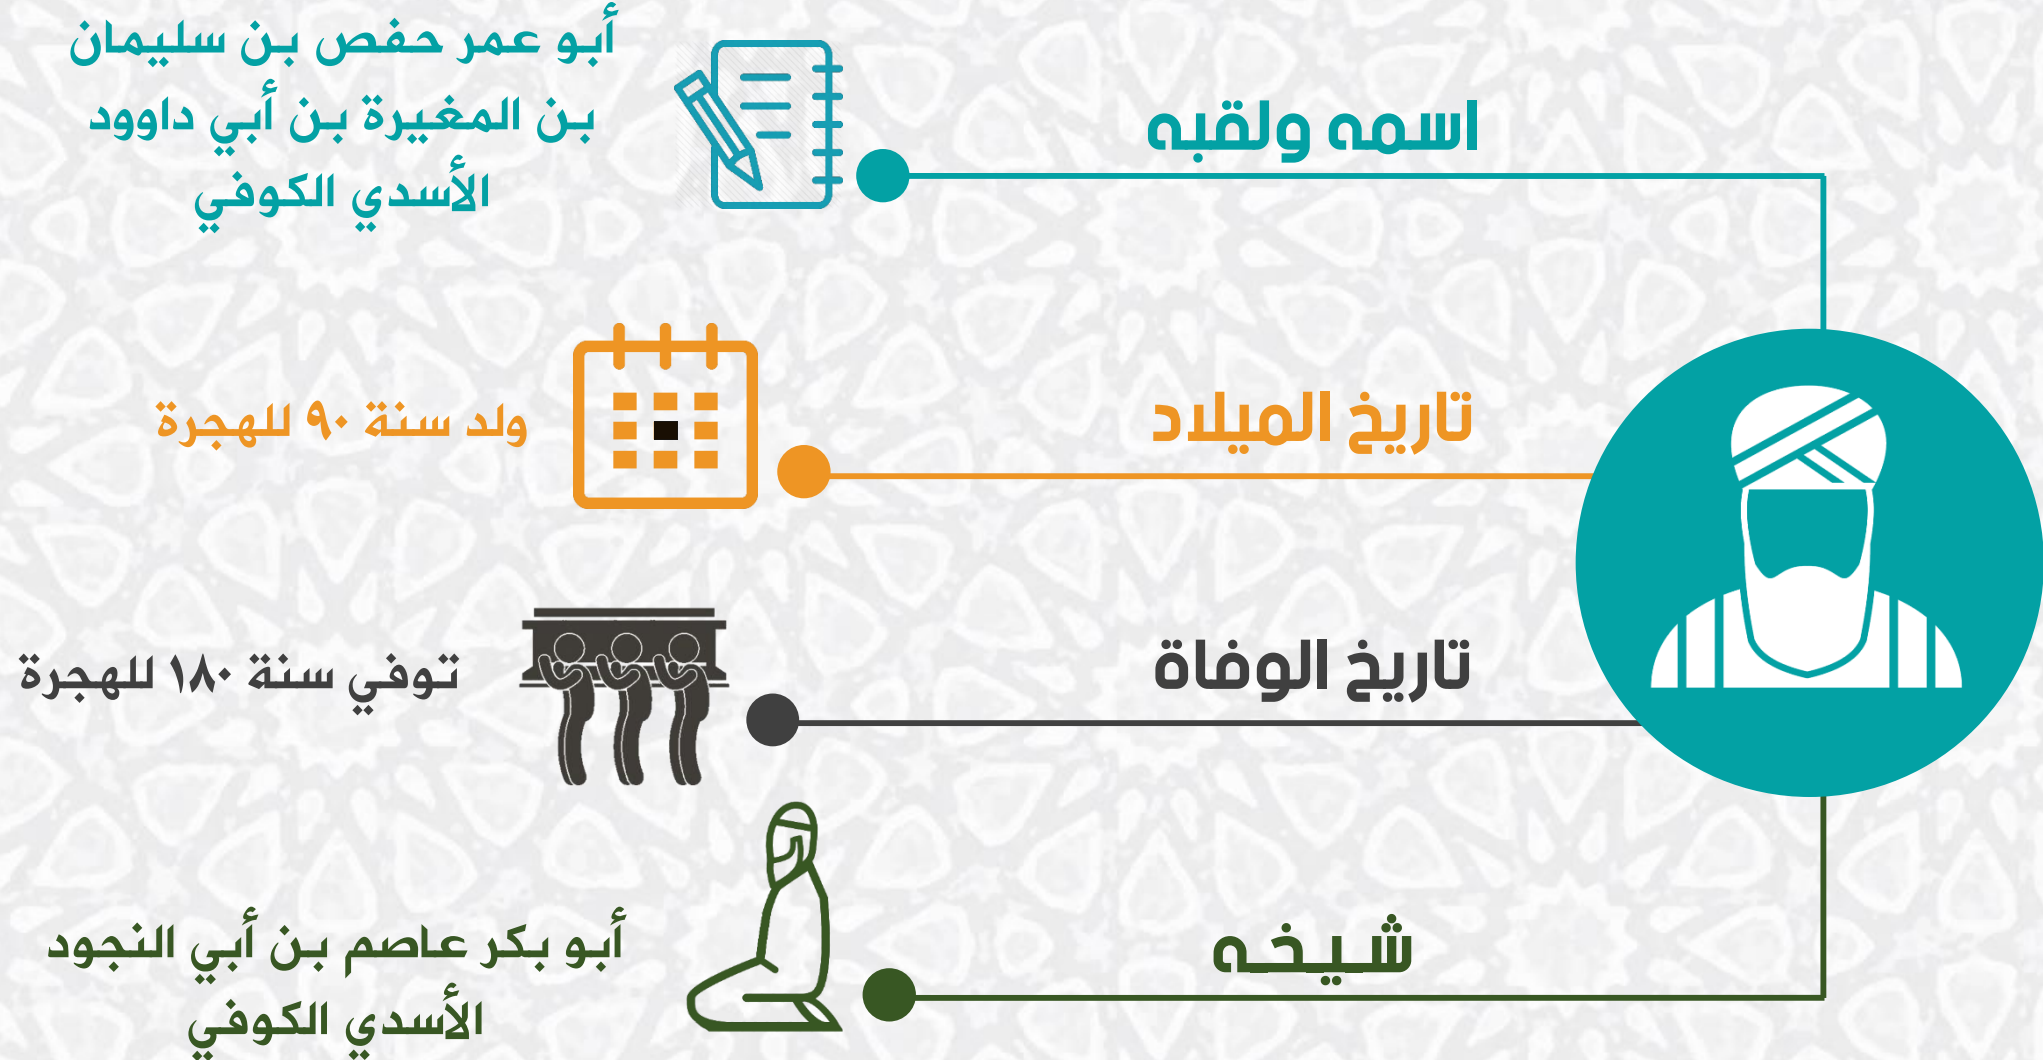 اسمه ولقبه
أبو عمر حفص بن سليمان
بن المغيرة بن أبي داوود
الأسدي الكوفي
تاريخ الميلاد
ولد سنة ٩٠ للهجرة
تاريخ الوفاة
توفي سنة ١٨٠ للهجرة
شيخه
أبو بكر عاصم بن أبي النجود
الأسدي الكوفي